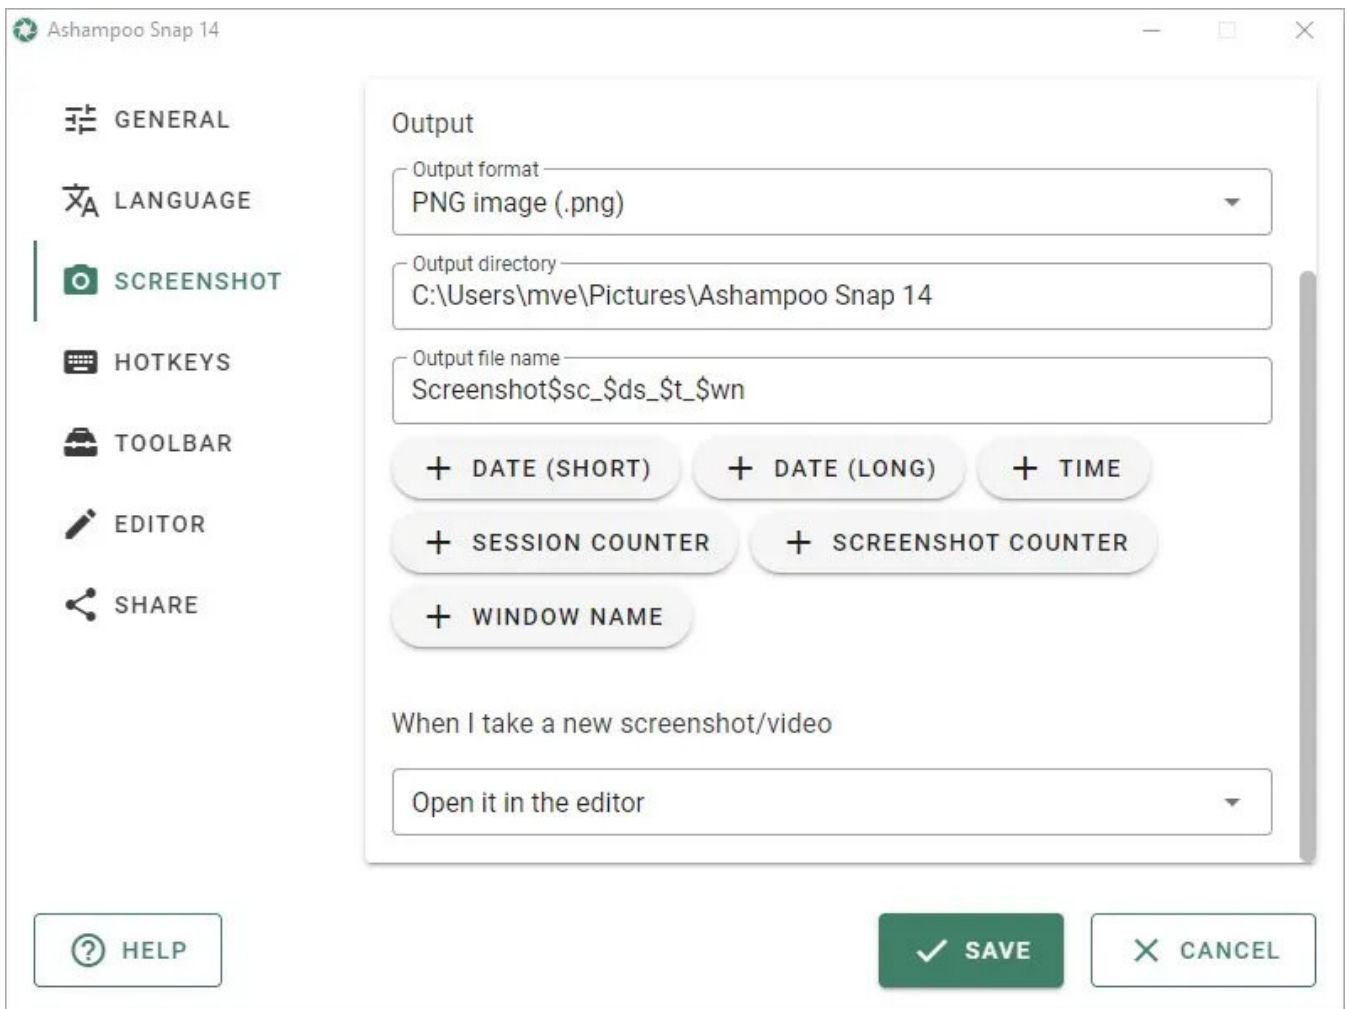 Ashampoo Snap 14
GENERAL
LANGUAGE
SCREENSHOT
HOTKEYS
TOOLBAR
EDITOR
SHARE
Output
Output format
PNG image (.png)
Output directory
C:\Users\mve\Pictures\Ashampoo Snap 14
Output file name
Screenshot$sc_$ds_$t_$wn
+ DATE (SHORT) + DATE (LONG) + TIME
+ SESSION COUNTER + SCREENSHOT COUNTER
+ WINDOW NAME
When I take a new screenshot/video
Open it in the editor
HELP
SAVE
CANCEL